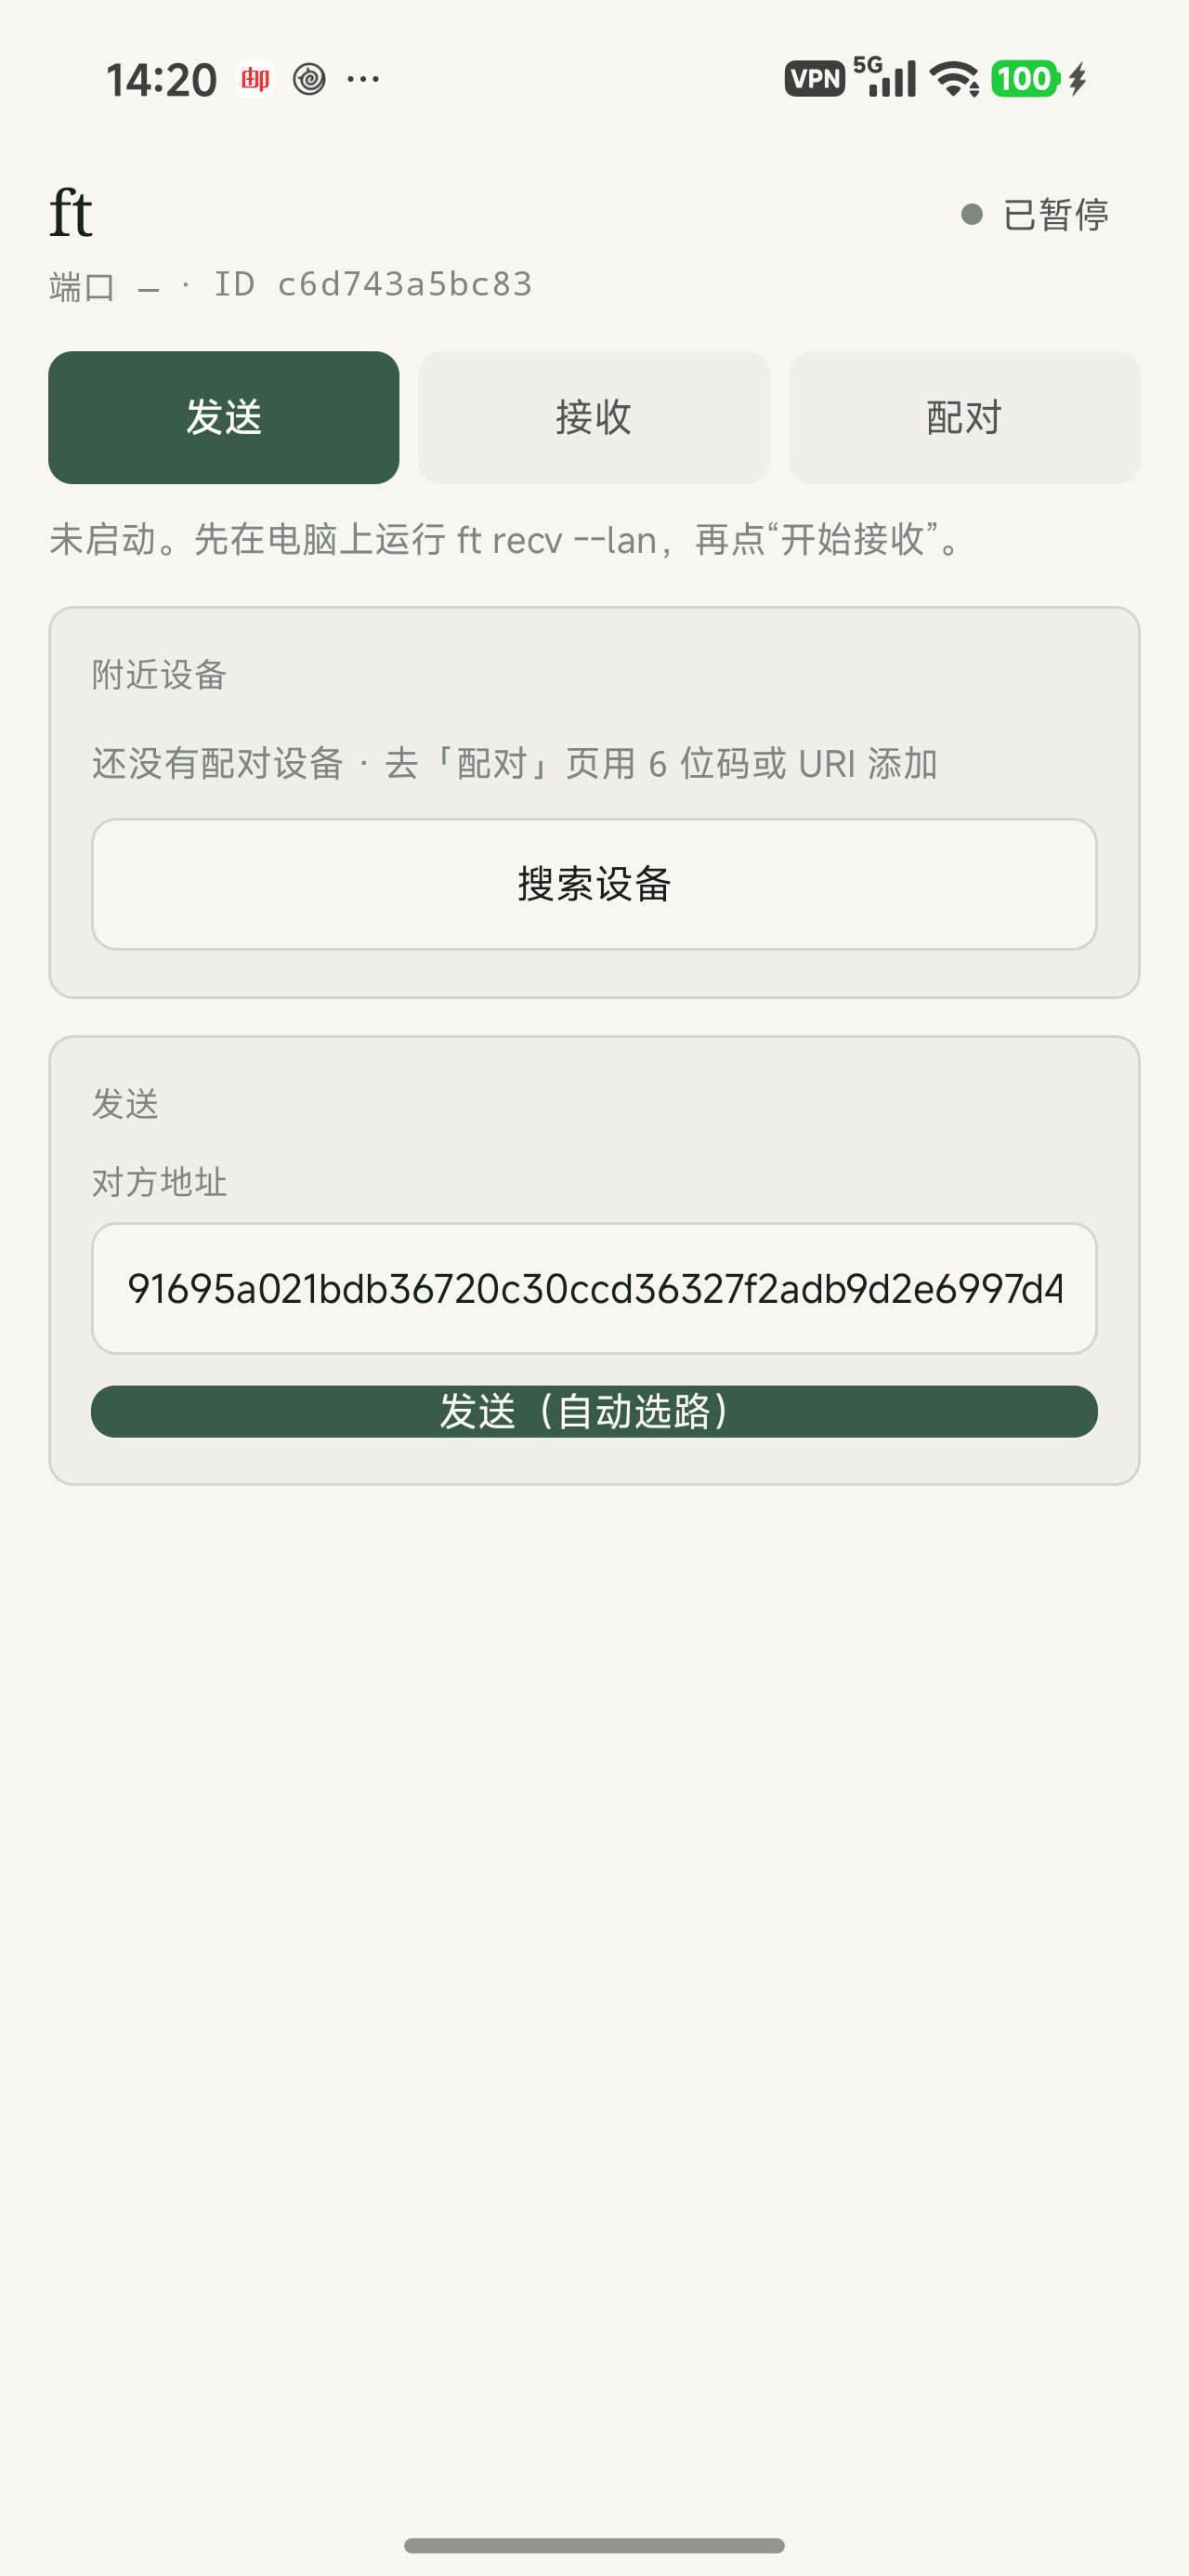 14:20
VPN 5G 100
ft
已暂停
端口 — · ID c6d743a5bc83
发送 接收 配对
未启动。先在电脑上运行 ft recv --lan，再点“开始接收”。
附近设备
还没有配对设备 · 去「配对」页用 6 位码或 URI 添加
搜索设备
发送
对方地址
91695a021bdb36720c30ccd36327f2adb9d2e6997d4
发送（自动选路）